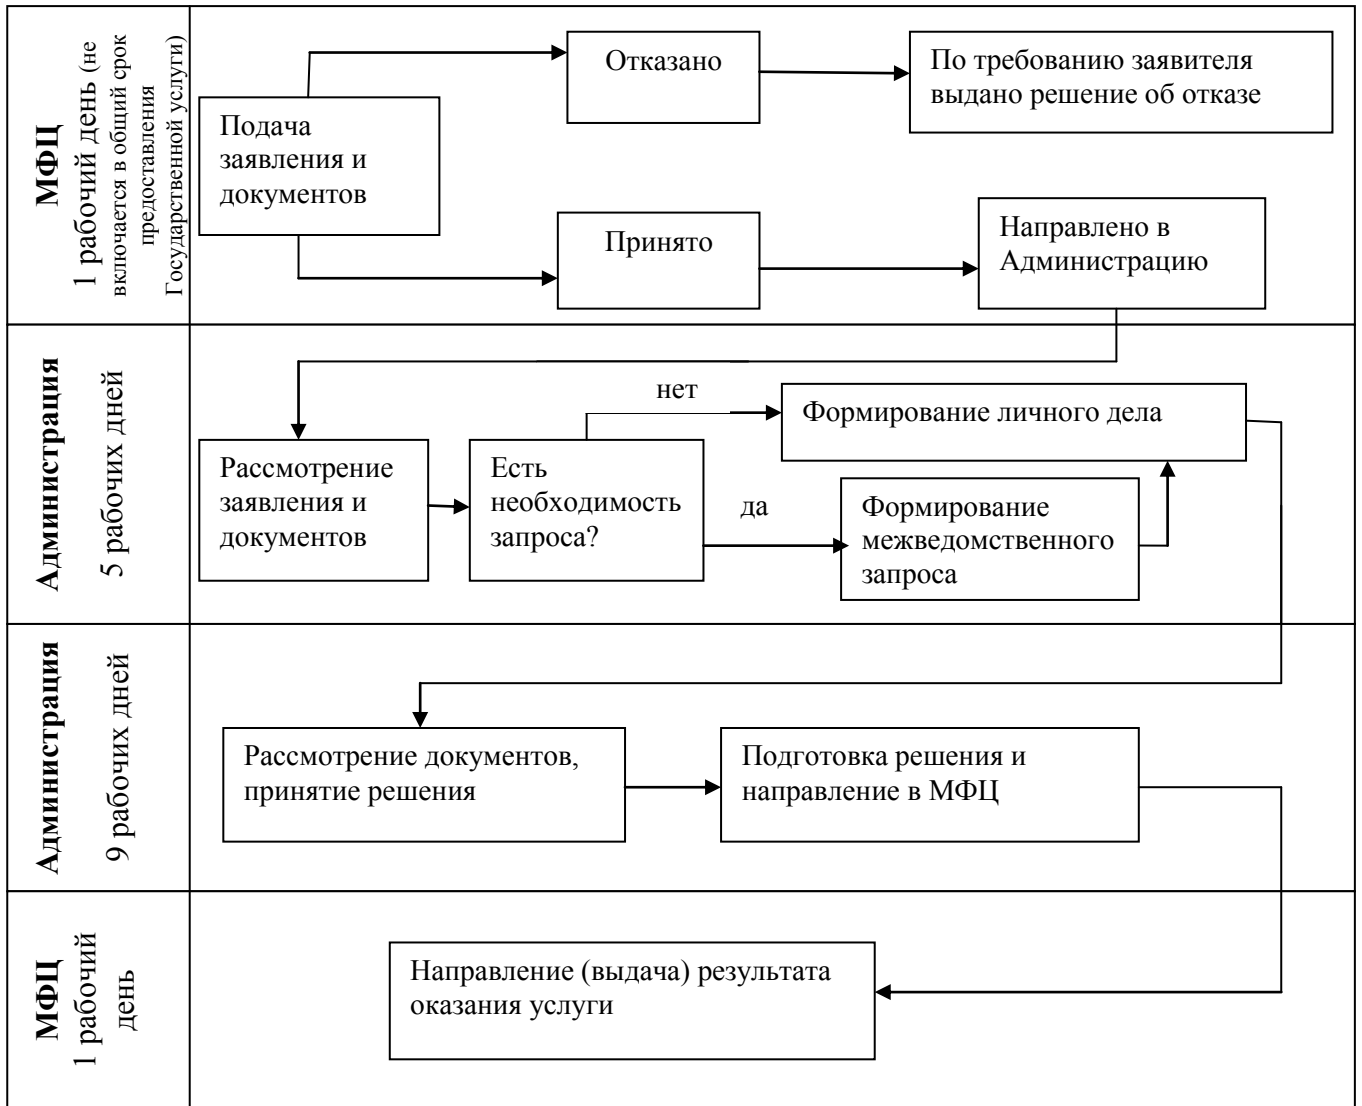 МФЦ
1 рабочий день (не
включается в общий срок
предоставления
Государственной услуги)
Подача
заявления и
документов
Отказано
По требованию заявителя
выдано решение об отказе
Принято
Направлено в
Администрацию
Администрация
5 рабочих дней
Рассмотрение
заявления и
документов
Есть
необходимость
запроса?
нет
Формирование личного дела
да
Формирование
межведомственного
запроса
Администрация
9 рабочих дней
Рассмотрение документов,
принятие решения
Подготовка решения и
направление в МФЦ
МФЦ
1 рабочий
день
Направление (выдача) результата
оказания услуги